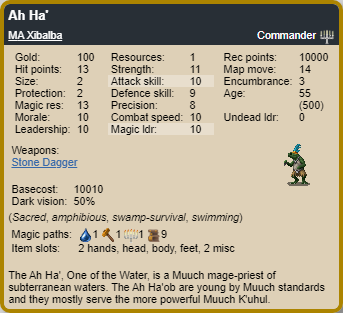 Ah Ha'
MA Xibalba Commander
Gold: 100 Resources: 1 Rec points: 10000
Hit points: 13 Strength: 11 Map move: 14
Size: 2 Attack skill: 10 Encumbrance: 3
Protection: 2 Defence skill: 9 Age: 55
Magic res: 13 Precision: 8 (500)
Morale: 10 Combat speed: 10 Undead ldr: 0
Leadership: 10 Magic ldr: 10
Weapons:
Stone Dagger
Basecost: 10010
Dark vision: 50%
(Sacred, amphibious, swamp-survival, swimming)
Magic paths: 1 1 1 9
Item slots: 2 hands, head, body, feet, 2 misc
The Ah Ha', One of the Water, is a Muuch mage-priest of
subterranean waters. The Ah Ha'ob are young by Muuch standards
and they mostly serve the more powerful Muuch K'uhul.